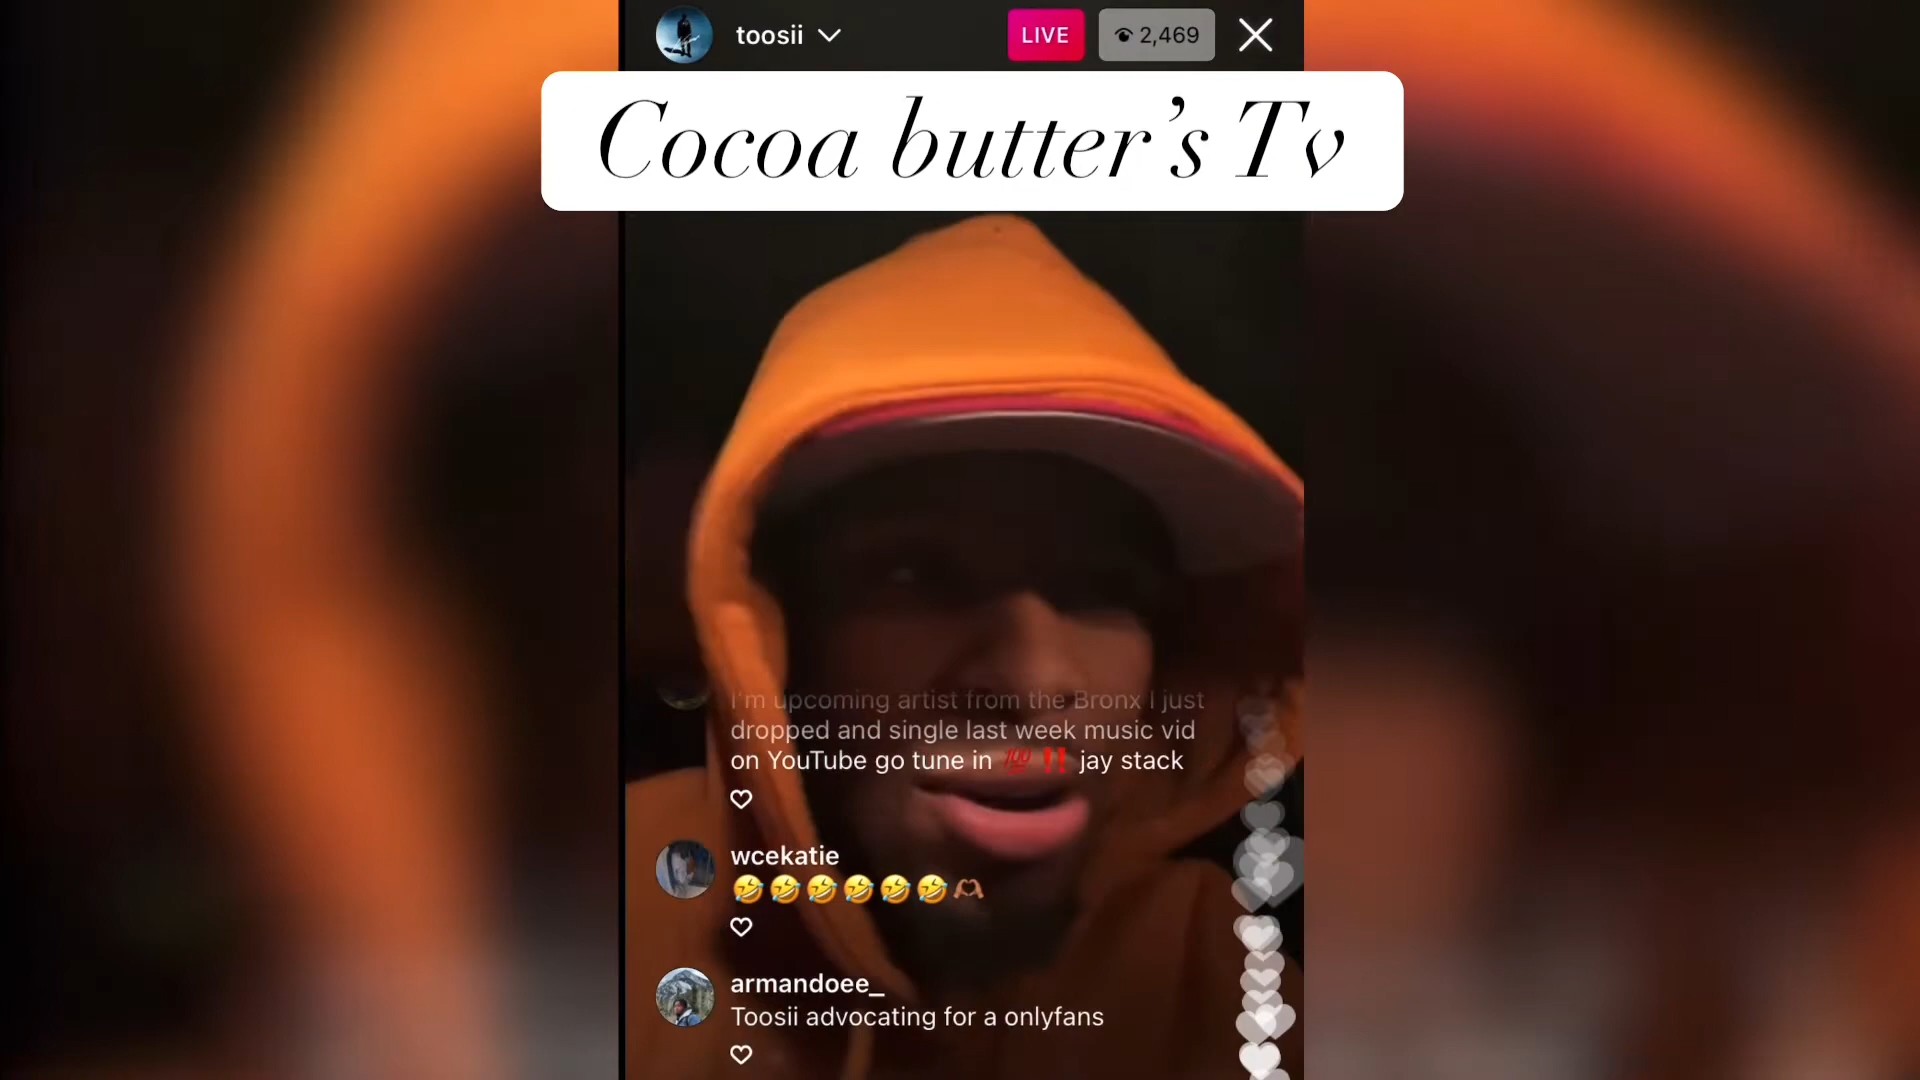 toosii
LIVE
2,469
Cocoa butter’s Tv
I’m upcoming artist from the Bronx I just
dropped and single last week music vid
on YouTube go tune in 💯‼️ jay stack
wcekatie
🤣🤣🤣🤣🤣🤣🫶🏽
armandoee_
Toosii advocating for a onlyfans